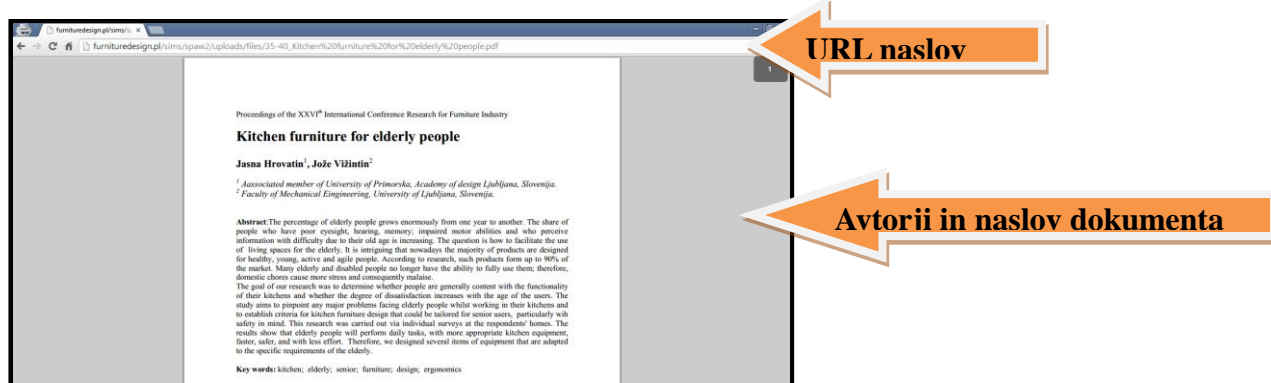 furnituredesign.pl/sims/s
furnituredesign.pl/sims/spaw2/uploads/files/35-40_Kitchen%20furniture%20for%20elderly%20people.pdf
URL naslov
1
Proceedings of the XXVIth International Conference Research for Furniture Industry
Kitchen furniture for elderly people
Jasna Hrovatin1, Jože Vižintin2
1 Aassociated member of University of Primorska, Academy of design Ljubljana, Slovenija.
2 Faculty of Mechanical Eingineering, University of Ljubljana, Slovenija.
Avtorji in naslov dokumenta
Abstract:The percentage of elderly people grows enormously from one year to another. The share of
people who have poor eyesight, hearing, memory; impaired motor abilities and who perceive
information with difficulty due to their old age is increasing. The question is how to facilitate the use
of living spaces for the elderly. It is intriguing that nowadays the majority of products are designed
for healthy, young, active and agile people. According to research, such products form up to 90% of
the market. Many elderly and disabled people no longer have the ability to fully use them; therefore,
domestic chores cause more stress and consequently malaise.
The goal of our research was to determine whether people are generally content with the functionality
of their kitchens and whether the degree of dissatisfaction increases with the age of the users. The
study aims to pinpoint any major problems facing elderly people whilst working in their kitchens and
to establish criteria for kitchen furniture design that could be tailored for senior users, particularly wih
safety in mind. This research was carried out via individual surveys at the respondents' homes. The
results show that elderly people will perform daily tasks, with more appropriate kitchen equipment,
faster, safer, and with less effort. Therefore, we designed several items of equipment that are adapted
to the specific requirements of the elderly.
Key words: kitchen; elderly; senior; furniture; design; ergonomics